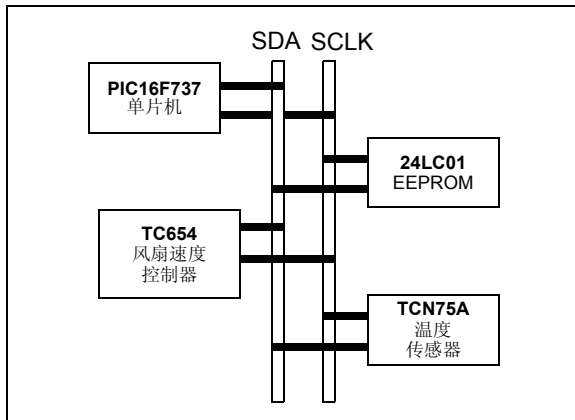 SDA SCLK
PIC16F737
单片机
24LC01
EEPROM
TC654
风扇速度
控制器
TCN75A
温度
传感器